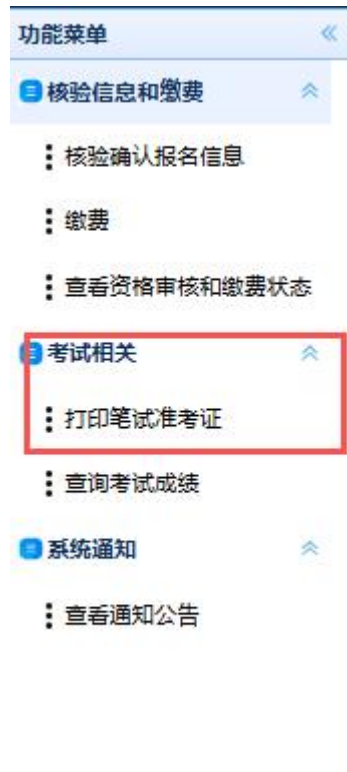 功能菜单
核验信息和缴费
核验确认报名信息
缴费
查看资格审核和缴费状态
考试相关
打印笔试准考证
查询考试成绩
系统通知
查看通知公告